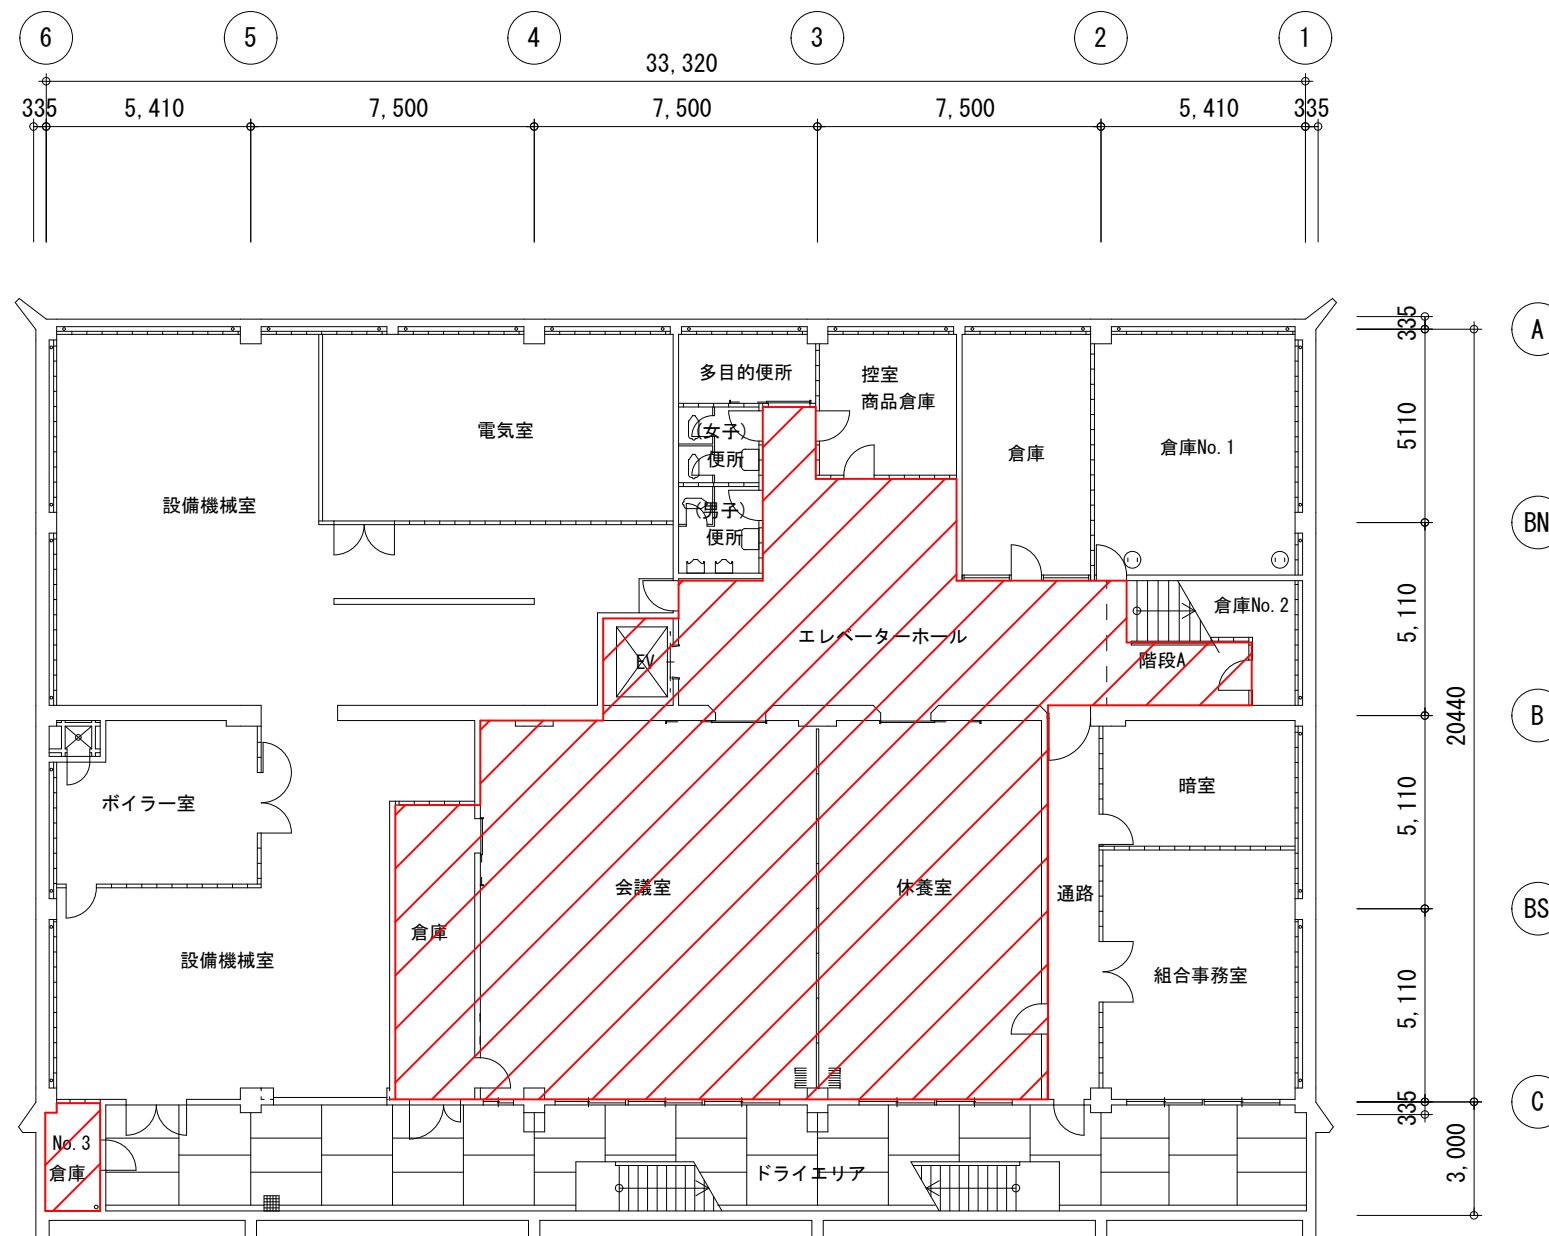 6 5 4 3 2 1
33,320
335 5,410 7,500 7,500 7,500 5,410 335
335
A
多目的便所
控室
商品倉庫
(女子)
便所
電気室
倉庫
倉庫No.1
5110
設備機械室
(男子)
便所
BN
倉庫No.2
5,110
エレベーターホール
EV
階段A
B
20440
ボイラー室
暗室
5,110
会議室
休養室
通路
BS
倉庫
設備機械室
組合事務室
5,110
335
C
No.3
倉庫
ドライエリア
3,000